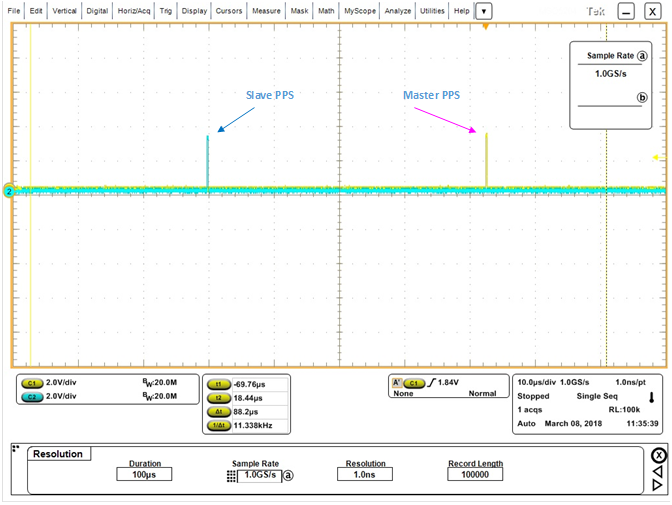 File Edit Vertical Digital Horiz/Acq Trig Display Cursors Measure Mask Math MyScope Analyze Utilities Help Tek X
Sample Rate a
1.0GS/s
b
Slave PPS
Master PPS
2
C1 2.0V/div BW:20.0M
C2 2.0V/div BW:20.0M
t1 -69.76µs
t2 18.44µs
Δt 88.2µs
1/Δt 11.338kHz
A' C1 1.84V
None Normal
10.0µs/div 1.0GS/s 1.0ns/pt
Stopped Single Seq
1 acqs RL:100k
Auto March 08, 2018 11:35:39
Resolution
Duration Sample Rate Resolution Record Length
100µs 1.0GS/s a 1.0ns 100000
X